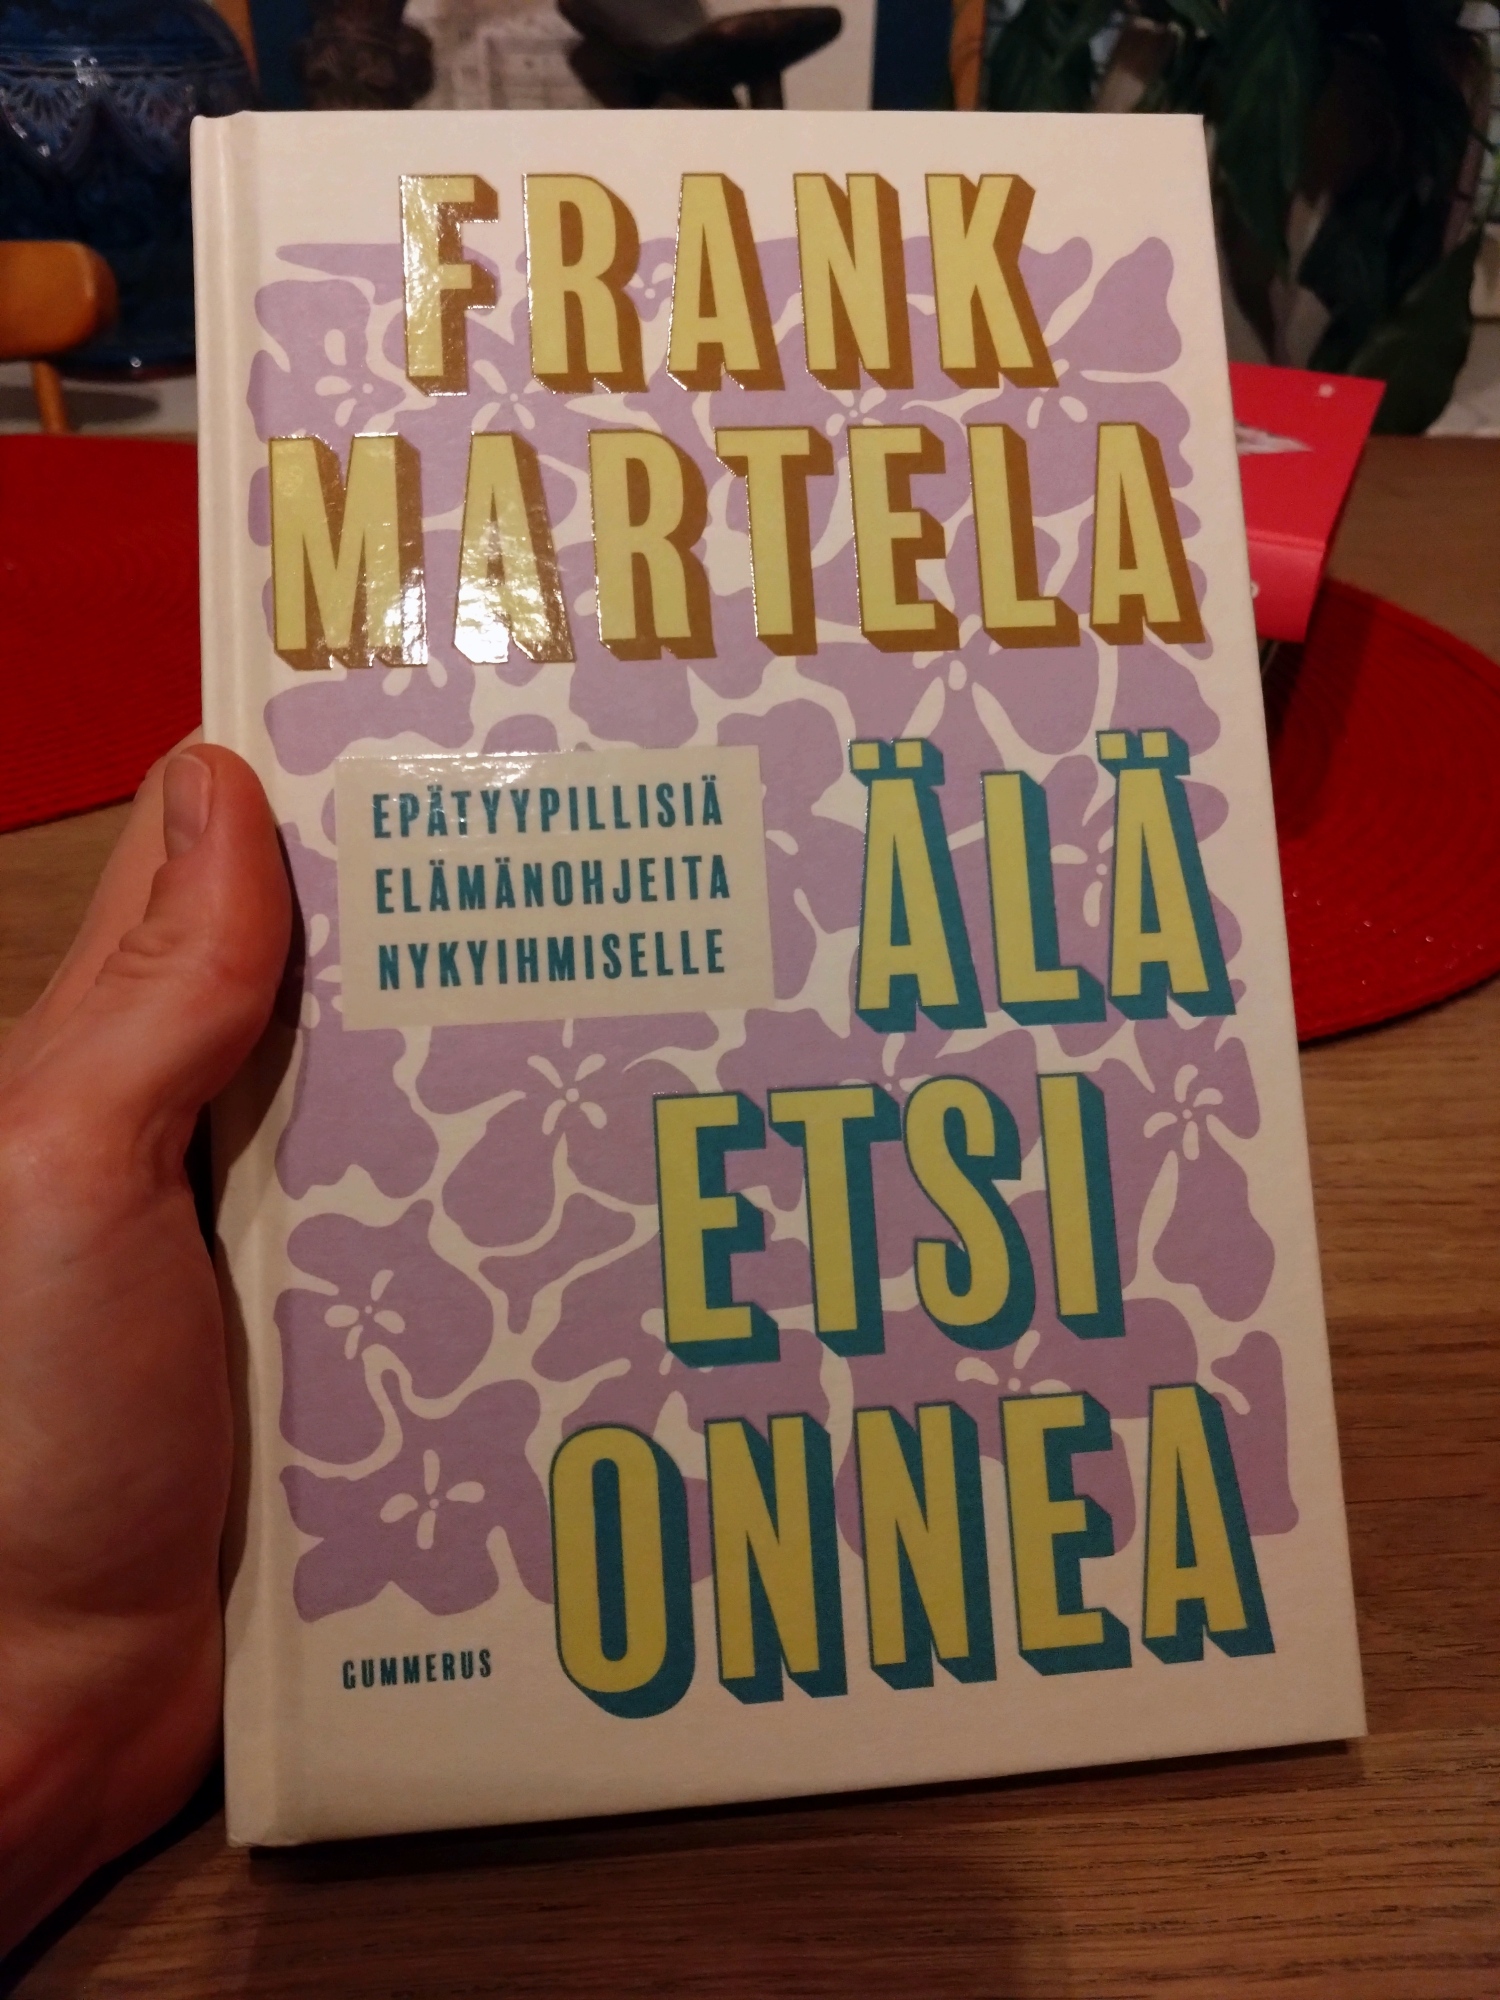 FRANK
MARTELA
EPÄTYYPILLISIÄ
ELÄMÄNOHJEITA
NYKYIHMISELLE
ÄLÄ
ETSI
ONNEA
GUMMERUS